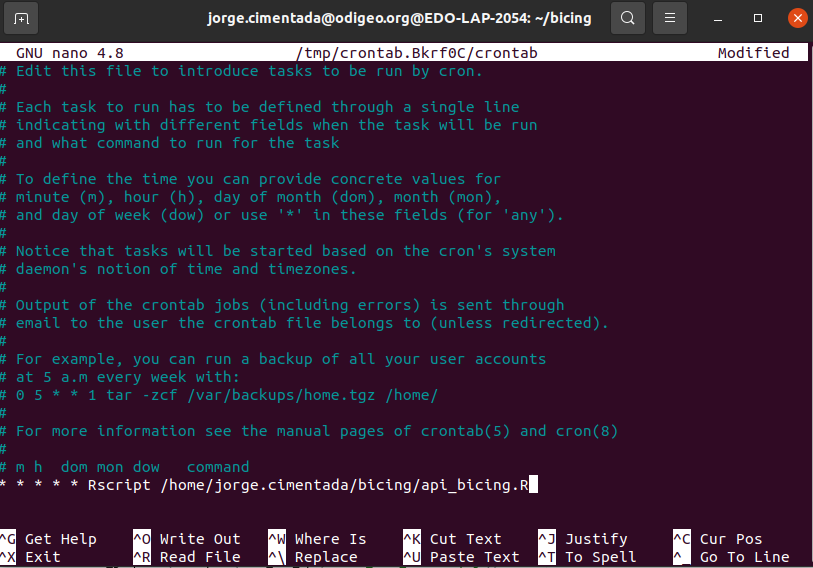 jorge.cimentada@odigeo.org@EDO-LAP-2054: ~/bicing
GNU nano 4.8 /tmp/crontab.Bkrf0C/crontab Modified
# Edit this file to introduce tasks to be run by cron.
#
# Each task to run has to be defined through a single line
# indicating with different fields when the task will be run
# and what command to run for the task
#
# To define the time you can provide concrete values for
# minute (m), hour (h), day of month (dom), month (mon),
# and day of week (dow) or use '*' in these fields (for 'any').
#
# Notice that tasks will be started based on the cron's system
# daemon's notion of time and timezones.
#
# Output of the crontab jobs (including errors) is sent through
# email to the user the crontab file belongs to (unless redirected).
#
# For example, you can run a backup of all your user accounts
# at 5 a.m every week with:
# 0 5 * * 1 tar -zcf /var/backups/home.tgz /home/
#
# For more information see the manual pages of crontab(5) and cron(8)
#
# m h  dom mon dow   command
* * * * * Rscript /home/jorge.cimentada/bicing/api_bicing.R
^G Get Help ^O Write Out ^W Where Is ^K Cut Text ^J Justify ^C Cur Pos
^X Exit ^R Read File ^\ Replace ^U Paste Text ^T To Spell ^_ Go To Line